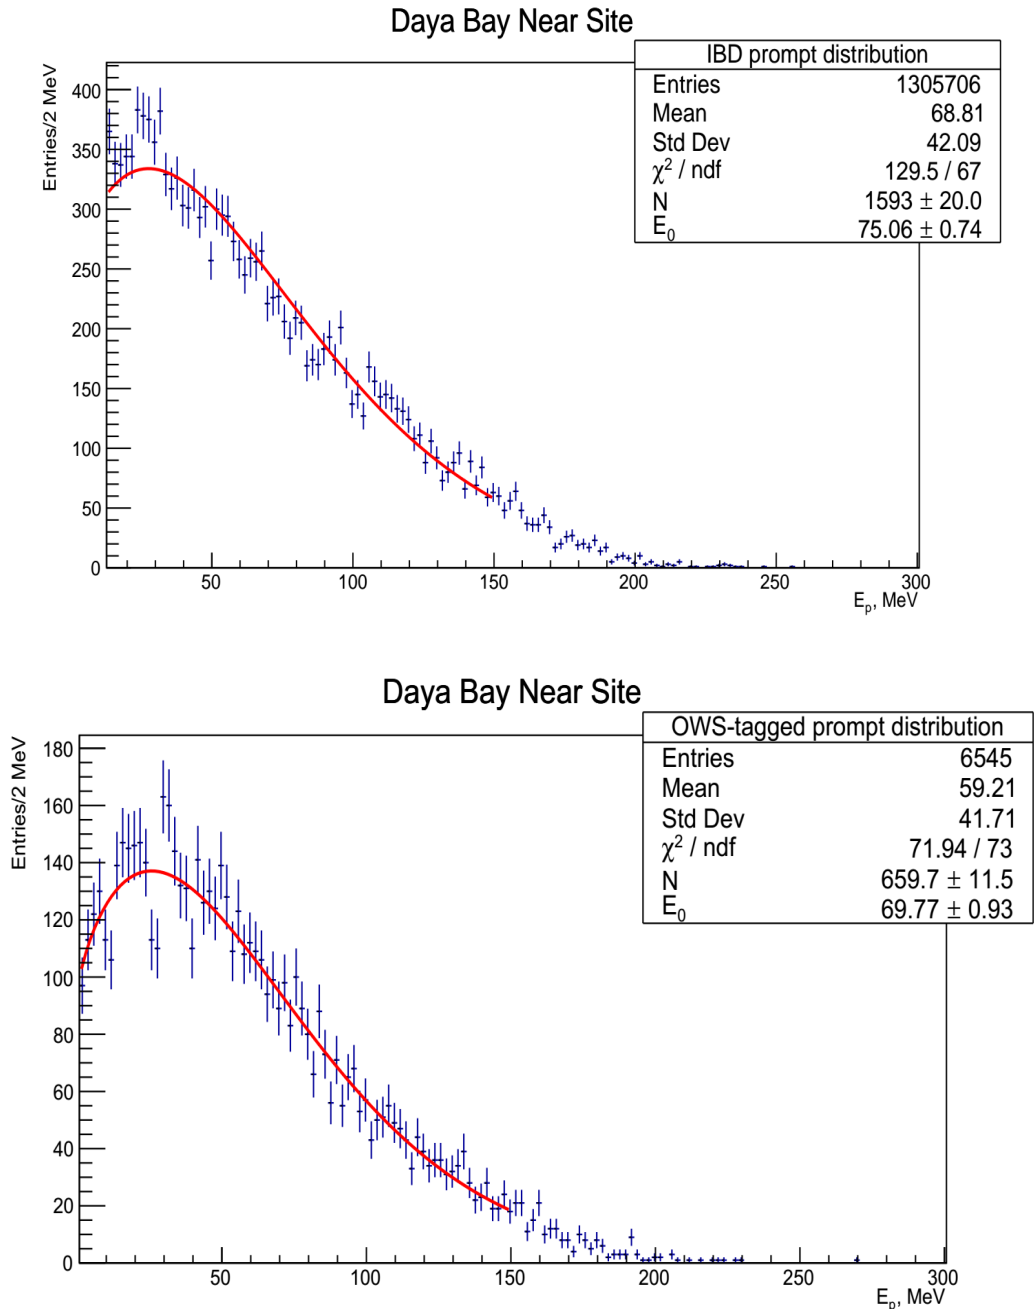 Daya Bay Near Site
Entries/2 MeV
IBD prompt distribution
Entries 1305706
Mean 68.81
Std Dev 42.09
χ² / ndf 129.5 / 67
N 1593 ± 20.0
E₀ 75.06 ± 0.74
400
350
300
250
200
150
100
50
0
50 100 150 200 250 300
Eₚ, MeV
Daya Bay Near Site
Entries/2 MeV
OWS-tagged prompt distribution
Entries 6545
Mean 59.21
Std Dev 41.71
χ² / ndf 71.94 / 73
N 659.7 ± 11.5
E₀ 69.77 ± 0.93
180
160
140
120
100
80
60
40
20
0
50 100 150 200 250 300
Eₚ, MeV